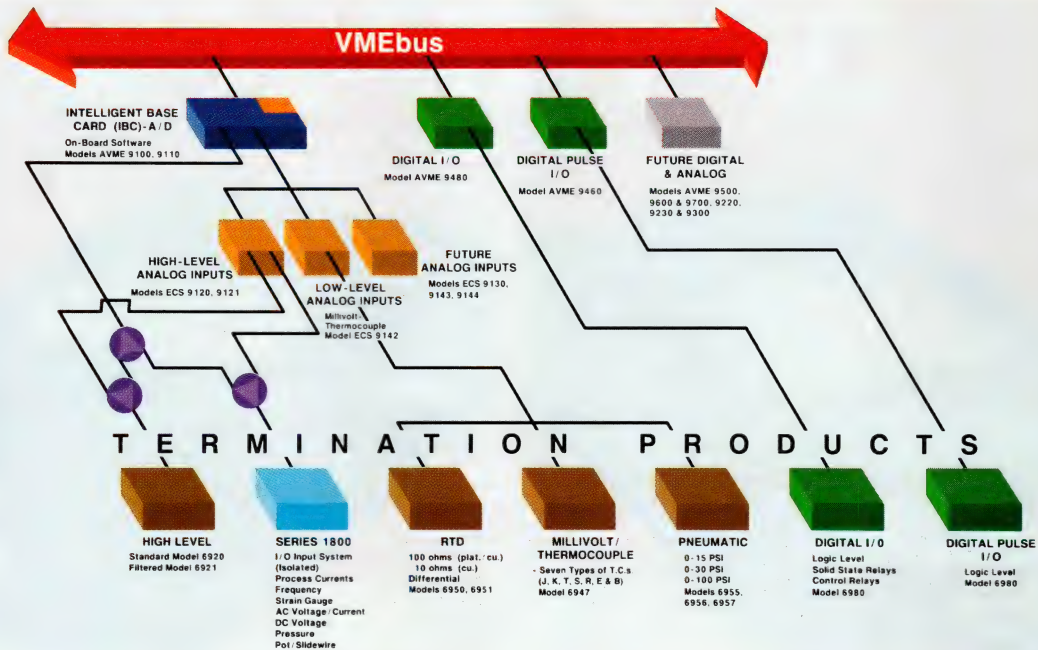 VMEbus
INTELLIGENT BASE
CARD (IBC)-A/D
On-Board Software
Models AVME 9100, 9110
DIGITAL I/O
Model AVME 9480
DIGITAL PULSE
I/O
Model AVME 9460
FUTURE DIGITAL
& ANALOG
Models AVME 9500,
9600 & 9700, 9220,
9230 & 9300
HIGH-LEVEL
ANALOG INPUTS
Models ECS 9120, 9121
LOW-LEVEL
ANALOG INPUTS
Millivolt-
Thermocouple
Model ECS 9142
FUTURE
ANALOG INPUTS
Models ECS 9130,
9143, 9144
TERMINATION PRODUCTS
HIGH LEVEL
Standard Model 6920
Filtered Model 6921
SERIES 1800
I/O Input System
(Isolated)
Process Currents
Frequency
Strain Gauge
AC Voltage/Current
DC Voltage
Pressure
Pot/Slidewire
RTD
100 ohms (plat./cu.)
10 ohms (cu.)
Differential
Models 6950, 6951
MILLIVOLT/
THERMOCOUPLE
- Seven Types of T.C.s
(J, K, T, S, R, E & B)
Model 6947
PNEUMATIC
0-15 PSI
0-30 PSI
0-100 PSI
Models 6955,
6956, 6957
DIGITAL I/0
Logic Level
Solid State Relays
Control Relays
Model 6980
DIGITAL PULSE
I/O
Logic Level
Model 6980